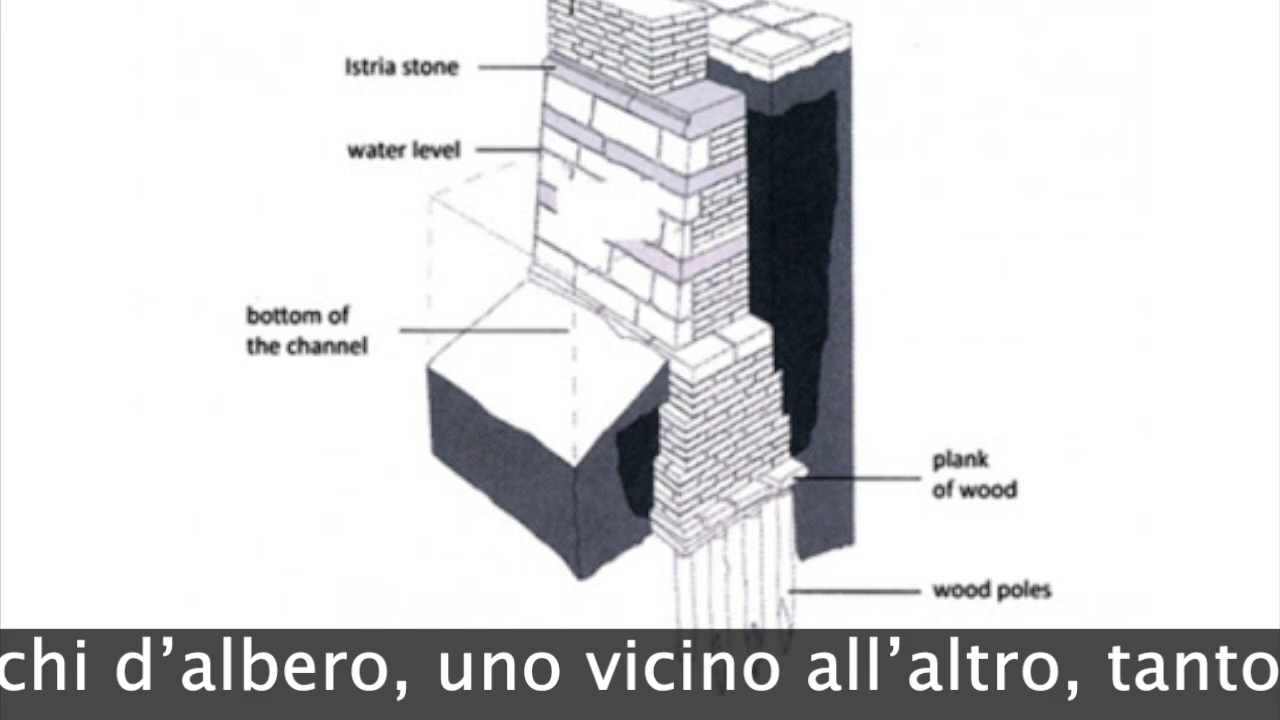 Istria stone
water level
bottom of
the channel
plank
of wood
wood poles
chi d’albero, uno vicino all’altro, tanto